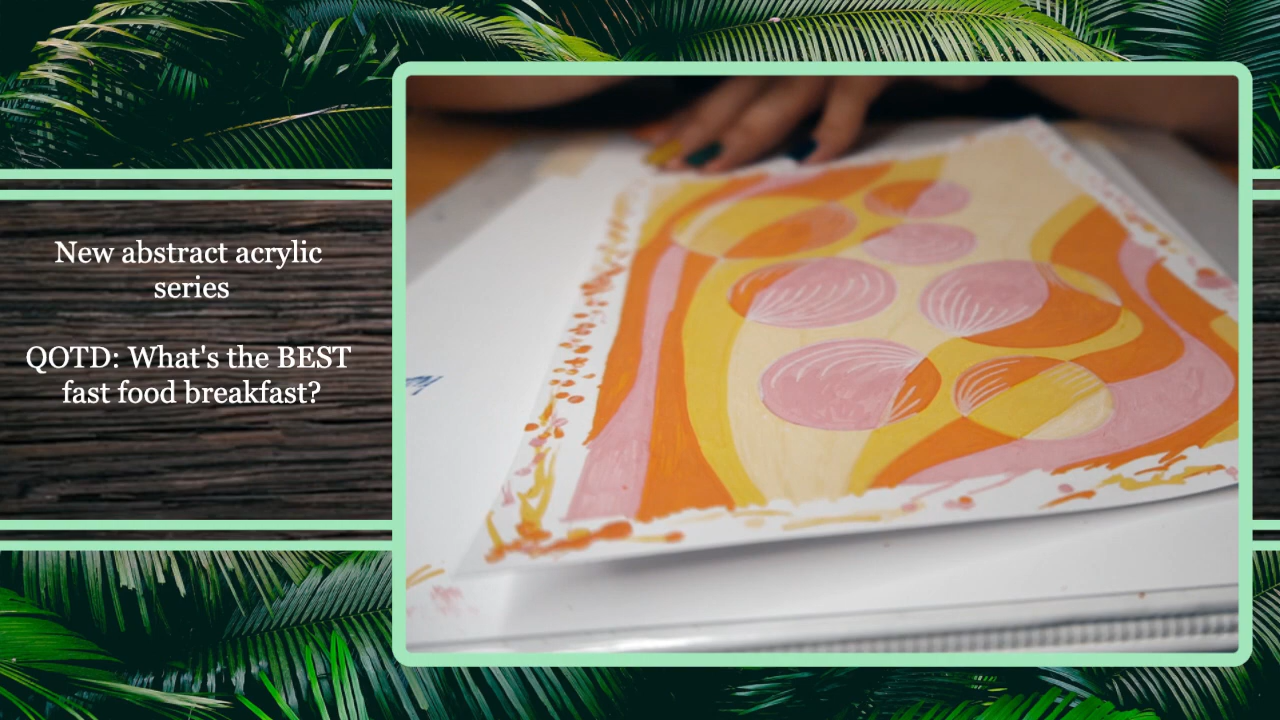 New abstract acrylic
series
QOTD: What's the BEST
fast food breakfast?